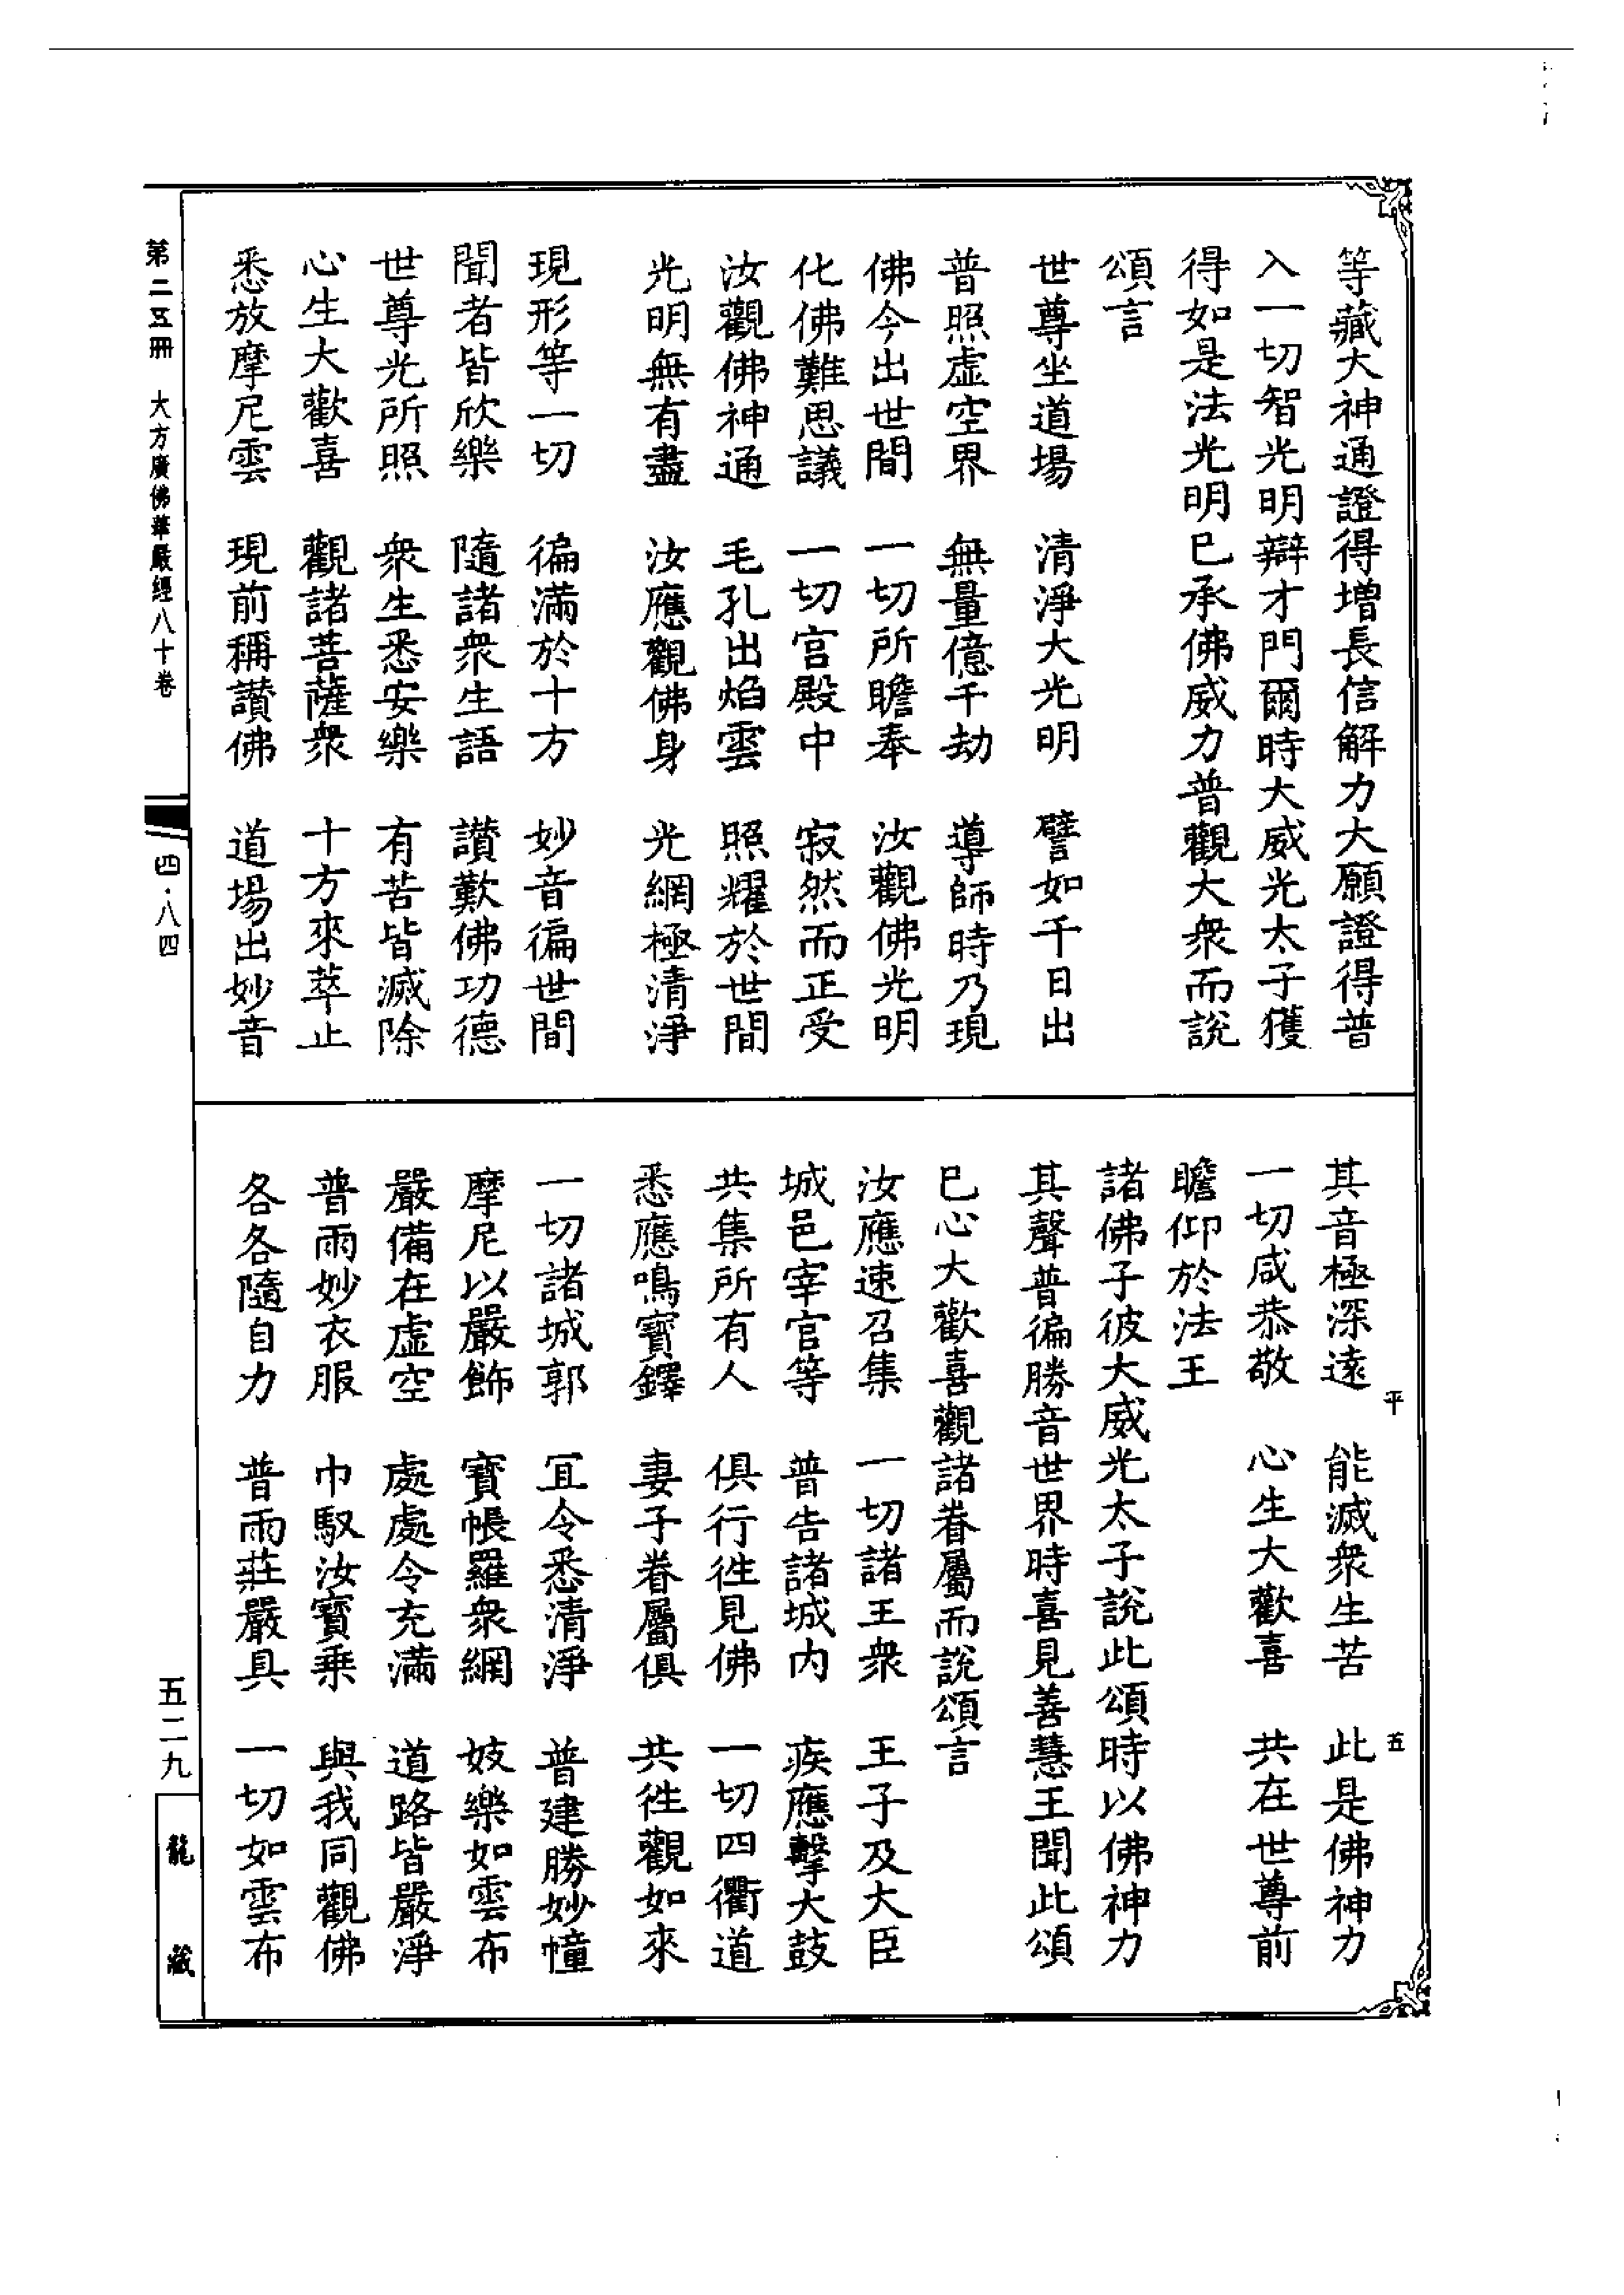 等藏大神通證得增長信解力大願證得普
入一切智光明辯才門爾時大威光太子獲
得如是法光明已承佛威力普觀大衆而說
頌言
世尊坐道場　清淨大光明　譬如千日出
普照虛空界　無量億千劫　導師時乃現
佛今出世間　一切所瞻奉　汝觀佛光明
化佛難思議　一切宮殿中　寂然而正受
汝觀佛神通　毛孔出焰雲　照耀於世間
光明無有盡　汝應觀佛身　光網極清淨
現形等一切　徧滿於十方　妙音徧世間
聞者皆欣樂　隨諸衆生語　讚歎佛功德
世尊光所照　衆生悉安樂　有苦皆滅除
心生大歡喜　觀諸菩薩衆　十方來萃止
悉放摩尼雲　現前稱讚佛　道場出妙音
其音極深遠　能滅衆生苦　此是佛神力
一切咸恭敬　心生大歡喜　共在世尊前
瞻仰於法王
諸佛子彼大威光太子說此頌時以佛神力
其聲普徧勝音世界時喜見善慧王聞此頌
已心大歡喜觀諸眷屬而說頌言
汝應速召集　一切諸王衆　王子及大臣
城邑宰官等　普告諸城內　疾應擊大鼓
共集所有人　俱行往見佛　一切四衢道
悉應鳴寶鐸　妻子眷屬俱　共往觀如來
一切諸城郭　宜令悉清淨　普建勝妙幢
摩尼以嚴飾　寶帳羅衆網　妓樂如雲布
嚴備在虛空　處處令充滿　道路皆嚴淨
普雨妙衣服　巾馭汝寶乗　與我同觀佛
各各隨自力　普雨莊嚴具　一切如雲布
平　五
第二五冊　大方廣佛華嚴經八十卷
四·八四
五二九
龍藏